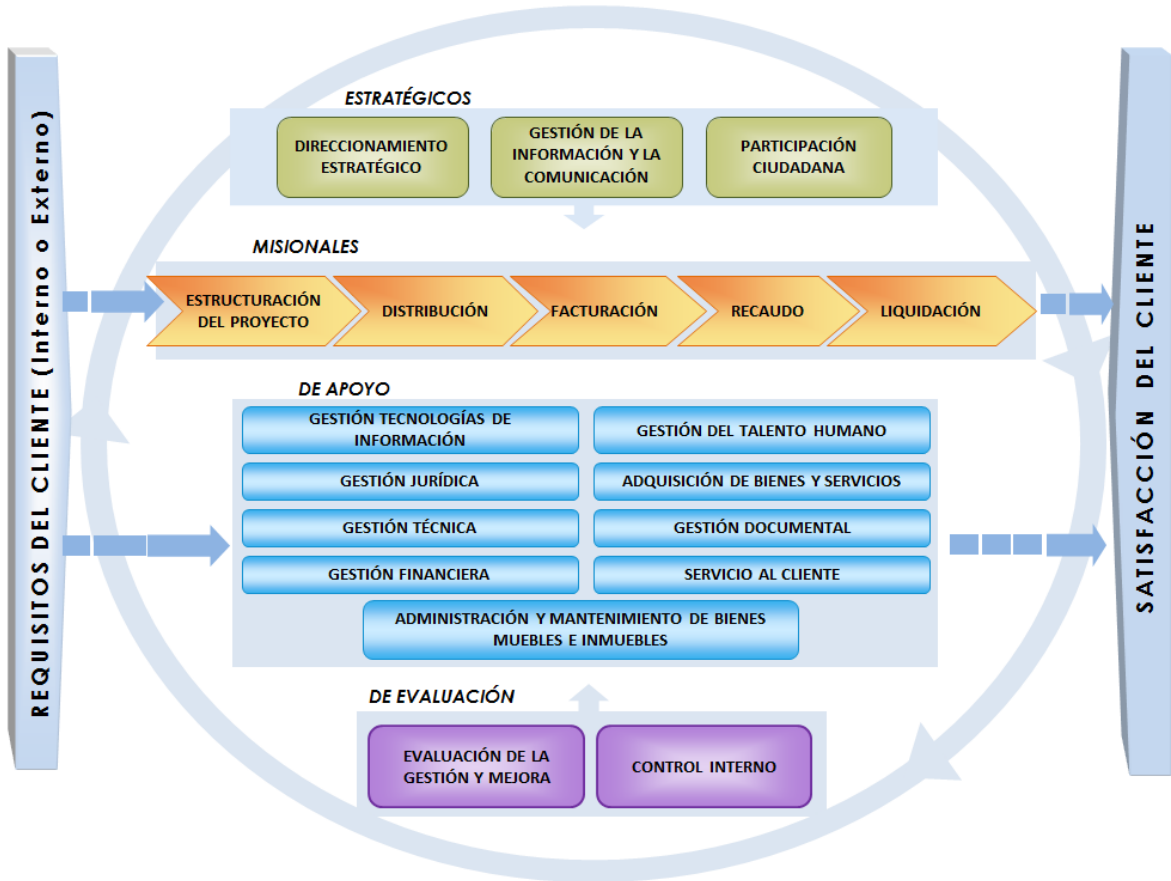 REQUISITOS DEL CLIENTE (Interno o Externo)
ESTRATÉGICOS
DIRECCIONAMIENTO
ESTRATÉGICO
GESTIÓN DE LA
INFORMACIÓN Y LA
COMUNICACIÓN
PARTICIPACIÓN
CIUDADANA
MISIONALES
ESTRUCTURACIÓN
DEL PROYECTO
DISTRIBUCIÓN
FACTURACIÓN
RECAUDO
LIQUIDACIÓN
DE APOYO
GESTIÓN TECNOLOGÍAS DE
INFORMACIÓN
GESTIÓN DEL TALENTO HUMANO
GESTIÓN JURÍDICA
ADQUISICIÓN DE BIENES Y SERVICIOS
GESTIÓN TÉCNICA
GESTIÓN DOCUMENTAL
GESTIÓN FINANCIERA
SERVICIO AL CLIENTE
ADMINISTRACIÓN Y MANTENIMIENTO DE BIENES
MUEBLES E INMUEBLES
DE EVALUACIÓN
EVALUACIÓN DE LA
GESTIÓN Y MEJORA
CONTROL INTERNO
SATISFACCIÓN DEL CLIENTE